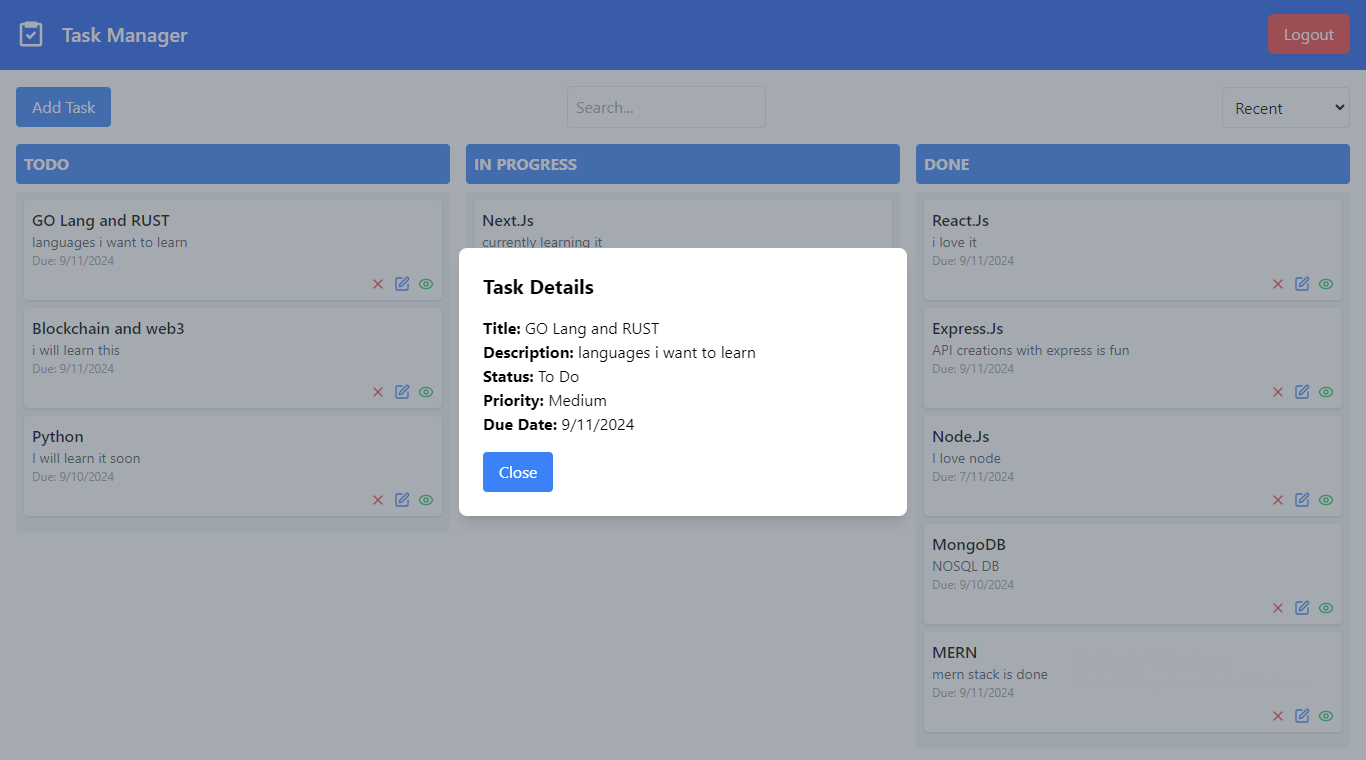 Task Manager
Logout
Add Task
Search...
Recent
TODO
GO Lang and RUST
languages i want to learn
Due: 9/11/2024
Blockchain and web3
i will learn this
Due: 9/11/2024
Python
I will learn it soon
Due: 9/10/2024
IN PROGRESS
Next.Js
currently learning it
Task Details
Title: GO Lang and RUST
Description: languages i want to learn
Status: To Do
Priority: Medium
Due Date: 9/11/2024
Close
DONE
React.Js
i love it
Due: 9/11/2024
Express.Js
API creations with express is fun
Due: 9/11/2024
Node.Js
I love node
Due: 7/11/2024
MongoDB
NOSQL DB
Due: 9/10/2024
MERN
mern stack is done
Due: 9/11/2024